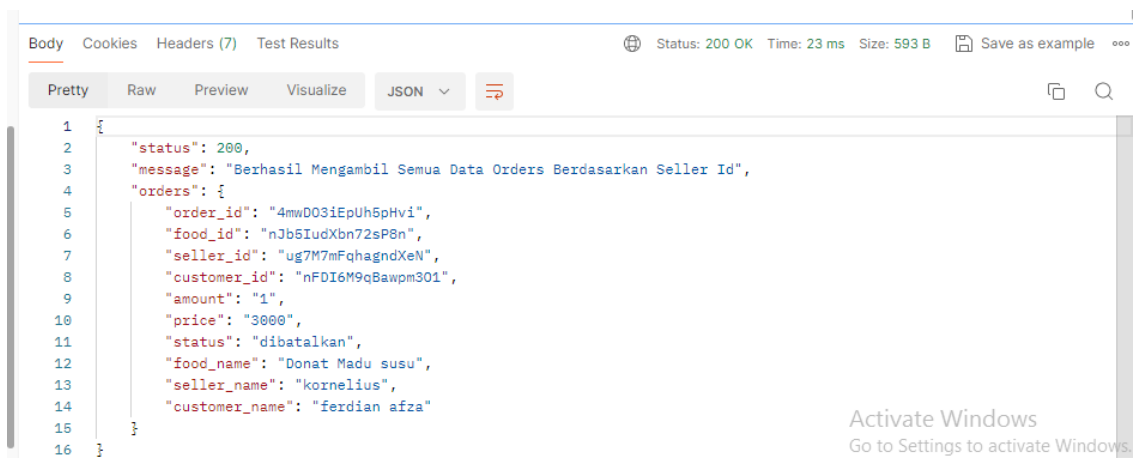 Body Cookies Headers (7) Test Results Status: 200 OK Time: 23 ms Size: 593 B Save as example
Pretty Raw Preview Visualize JSON
1 {
2 "status": 200,
3 "message": "Berhasil Mengambil Semua Data Orders Berdasarkan Seller Id",
4 "orders": {
5 "order_id": "4mwDO3iEpUh5pHvi",
6 "food_id": "nJb5IudXbn72sP8n",
7 "seller_id": "ug7M7mFqhagndXeN",
8 "customer_id": "nFDI6M9qBawpm3O1",
9 "amount": "1",
10 "price": "3000",
11 "status": "dibatalkan",
12 "food_name": "Donat Madu susu",
13 "seller_name": "kornelius",
14 "customer_name": "ferdian afza"
15 }
16 }
Activate Windows
Go to Settings to activate Windows.